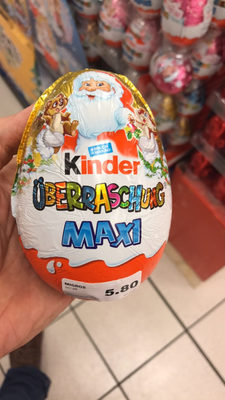 Kinder
ÜBERRASCHUNG
MAXI
MIGROS
5.80